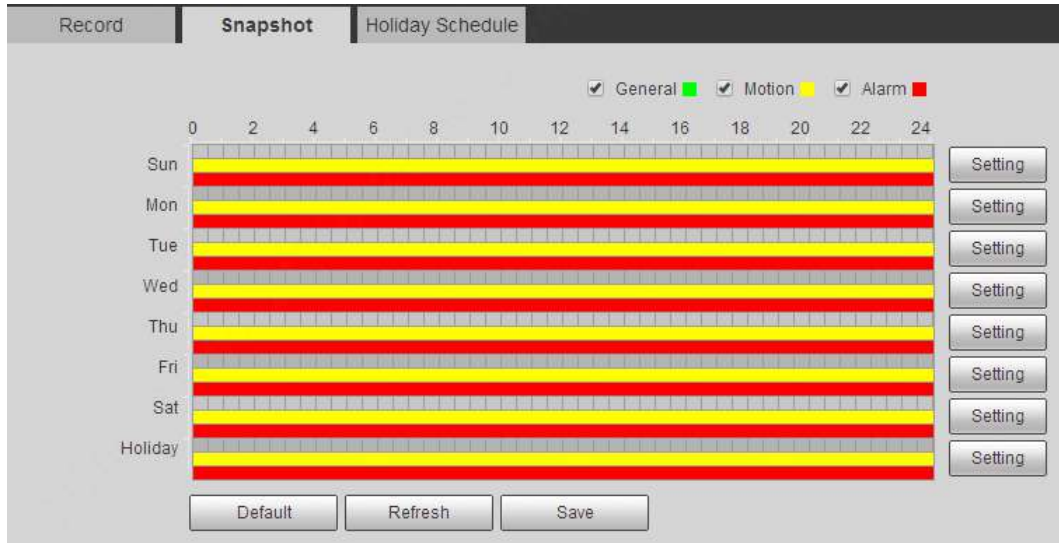 Record Snapshot Holiday Schedule
General Motion Alarm
0 2 4 6 8 10 12 14 16 18 20 22 24
Sun Setting
Mon Setting
Tue Setting
Wed Setting
Thu Setting
Fri Setting
Sat Setting
Holiday Setting
Default Refresh Save